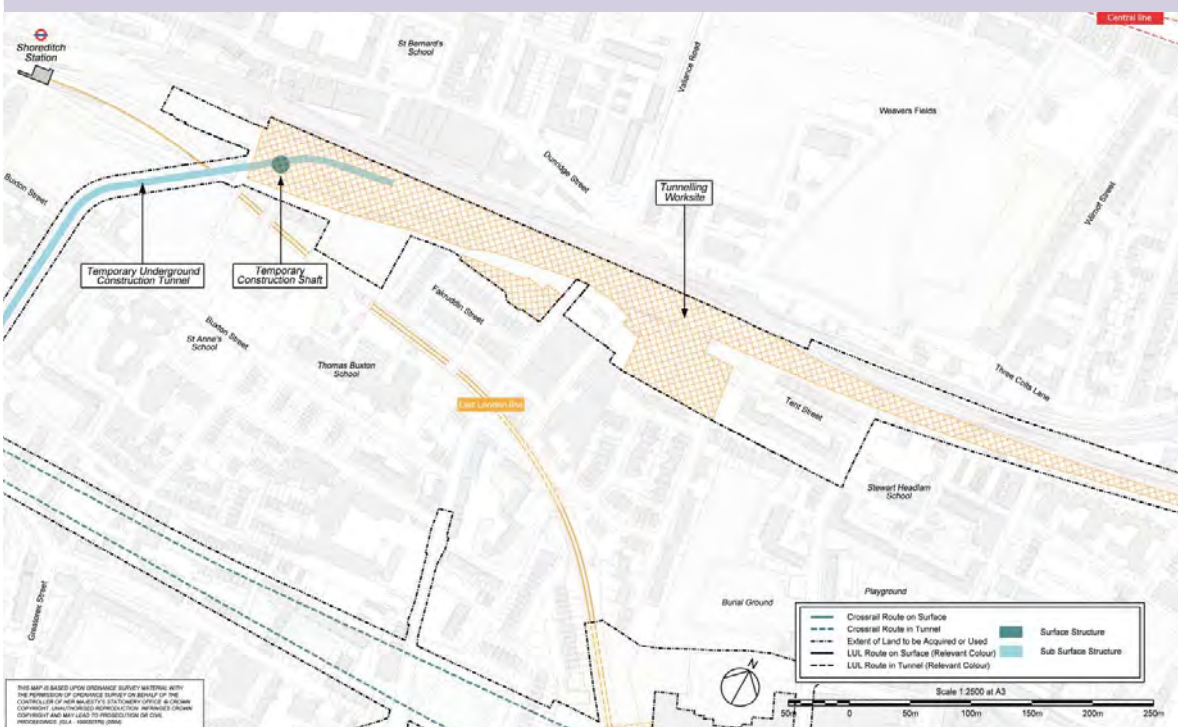 Central line
Shoreditch
Station
St Bernard's
School
Vallance Road
Weavers Fields
Dunridge Street
Wilmot Street
Buxton Street
Tunnelling
Worksite
Temporary Underground
Construction Tunnel
Temporary
Construction Shaft
Fakruddin Street
Buxton Street
St Anne's
School
Thomas Buxton
School
East London line
Three Colts Lane
Tent Street
Stewart Headlam
School
Greatorex Street
Burial Ground
Playground
Crossrail Route on Surface
Crossrail Route in Tunnel
Extent of Land to be Acquired or Used
LUL Route on Surface (Relevant Colour)
LUL Route in Tunnel (Relevant Colour)
Surface Structure
Sub Surface Structure
N
Scale 1:2500 at A3
50m 0 50m 100m 150m 200m 250m
THIS MAP IS BASED UPON ORDNANCE SURVEY MATERIAL WITH
THE PERMISSION OF ORDNANCE SURVEY ON BEHALF OF THE
CONTROLLER OF HER MAJESTY'S STATIONERY OFFICE © CROWN
COPYRIGHT. UNAUTHORISED REPRODUCTION INFRINGES CROWN
COPYRIGHT AND MAY LEAD TO PROSECUTION OR CIVIL
PROCEEDINGS.